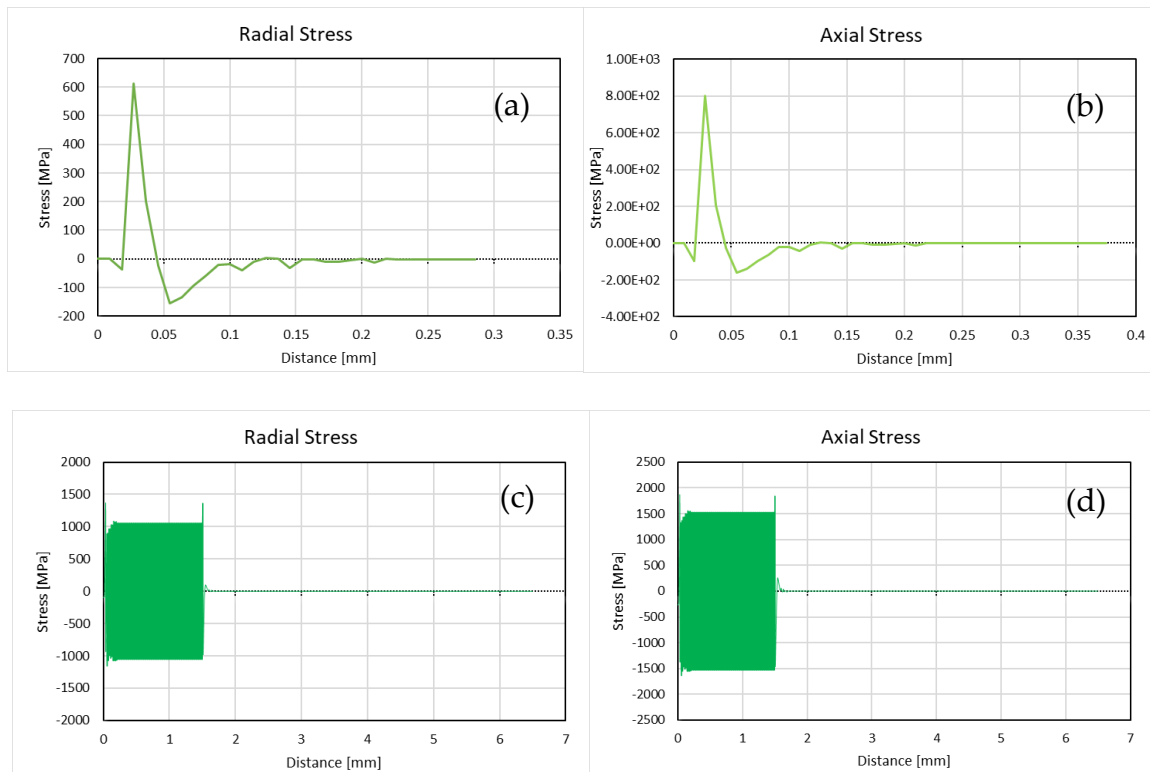 Radial Stress
700
600
500
400
300
200
100
0
-100
-200
Stress [MPa]
0 0.05 0.1 0.15 0.2 0.25 0.3 0.35
Distance [mm]
(a)
Axial Stress
1.00E+03
8.00E+02
6.00E+02
4.00E+02
2.00E+02
0.00E+00
-2.00E+02
-4.00E+02
Stress [MPa]
0 0.05 0.1 0.15 0.2 0.25 0.3 0.35 0.4
Distance [mm]
(b)
Radial Stress
2000
1500
1000
500
0
-500
-1000
-1500
-2000
Stress [MPa]
0 1 2 3 4 5 6 7
Distance [mm]
(c)
Axial Stress
2500
2000
1500
1000
500
0
-500
-1000
-1500
-2000
-2500
Stress [MPa]
0 1 2 3 4 5 6 7
Distance [mm]
(d)